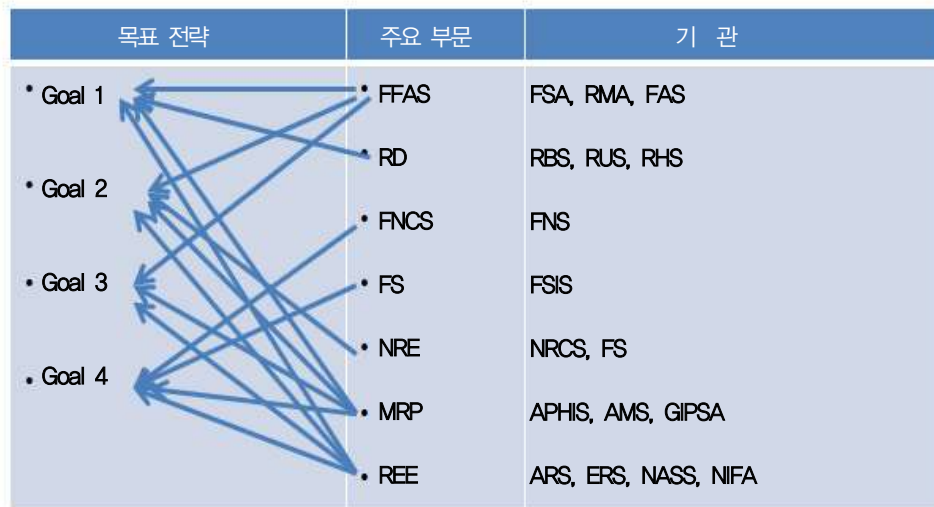 목표 전략 주요 부문 기 관
• Goal 1 • FFAS FSA, RMA, FAS
• RD RBS, RUS, RHS
• Goal 2
• FNCS FNS
• Goal 3 • FS FSIS
• NRE NRCS, FS
• Goal 4
• MRP APHIS, AMS, GIPSA
• REE ARS, ERS, NASS, NIFA